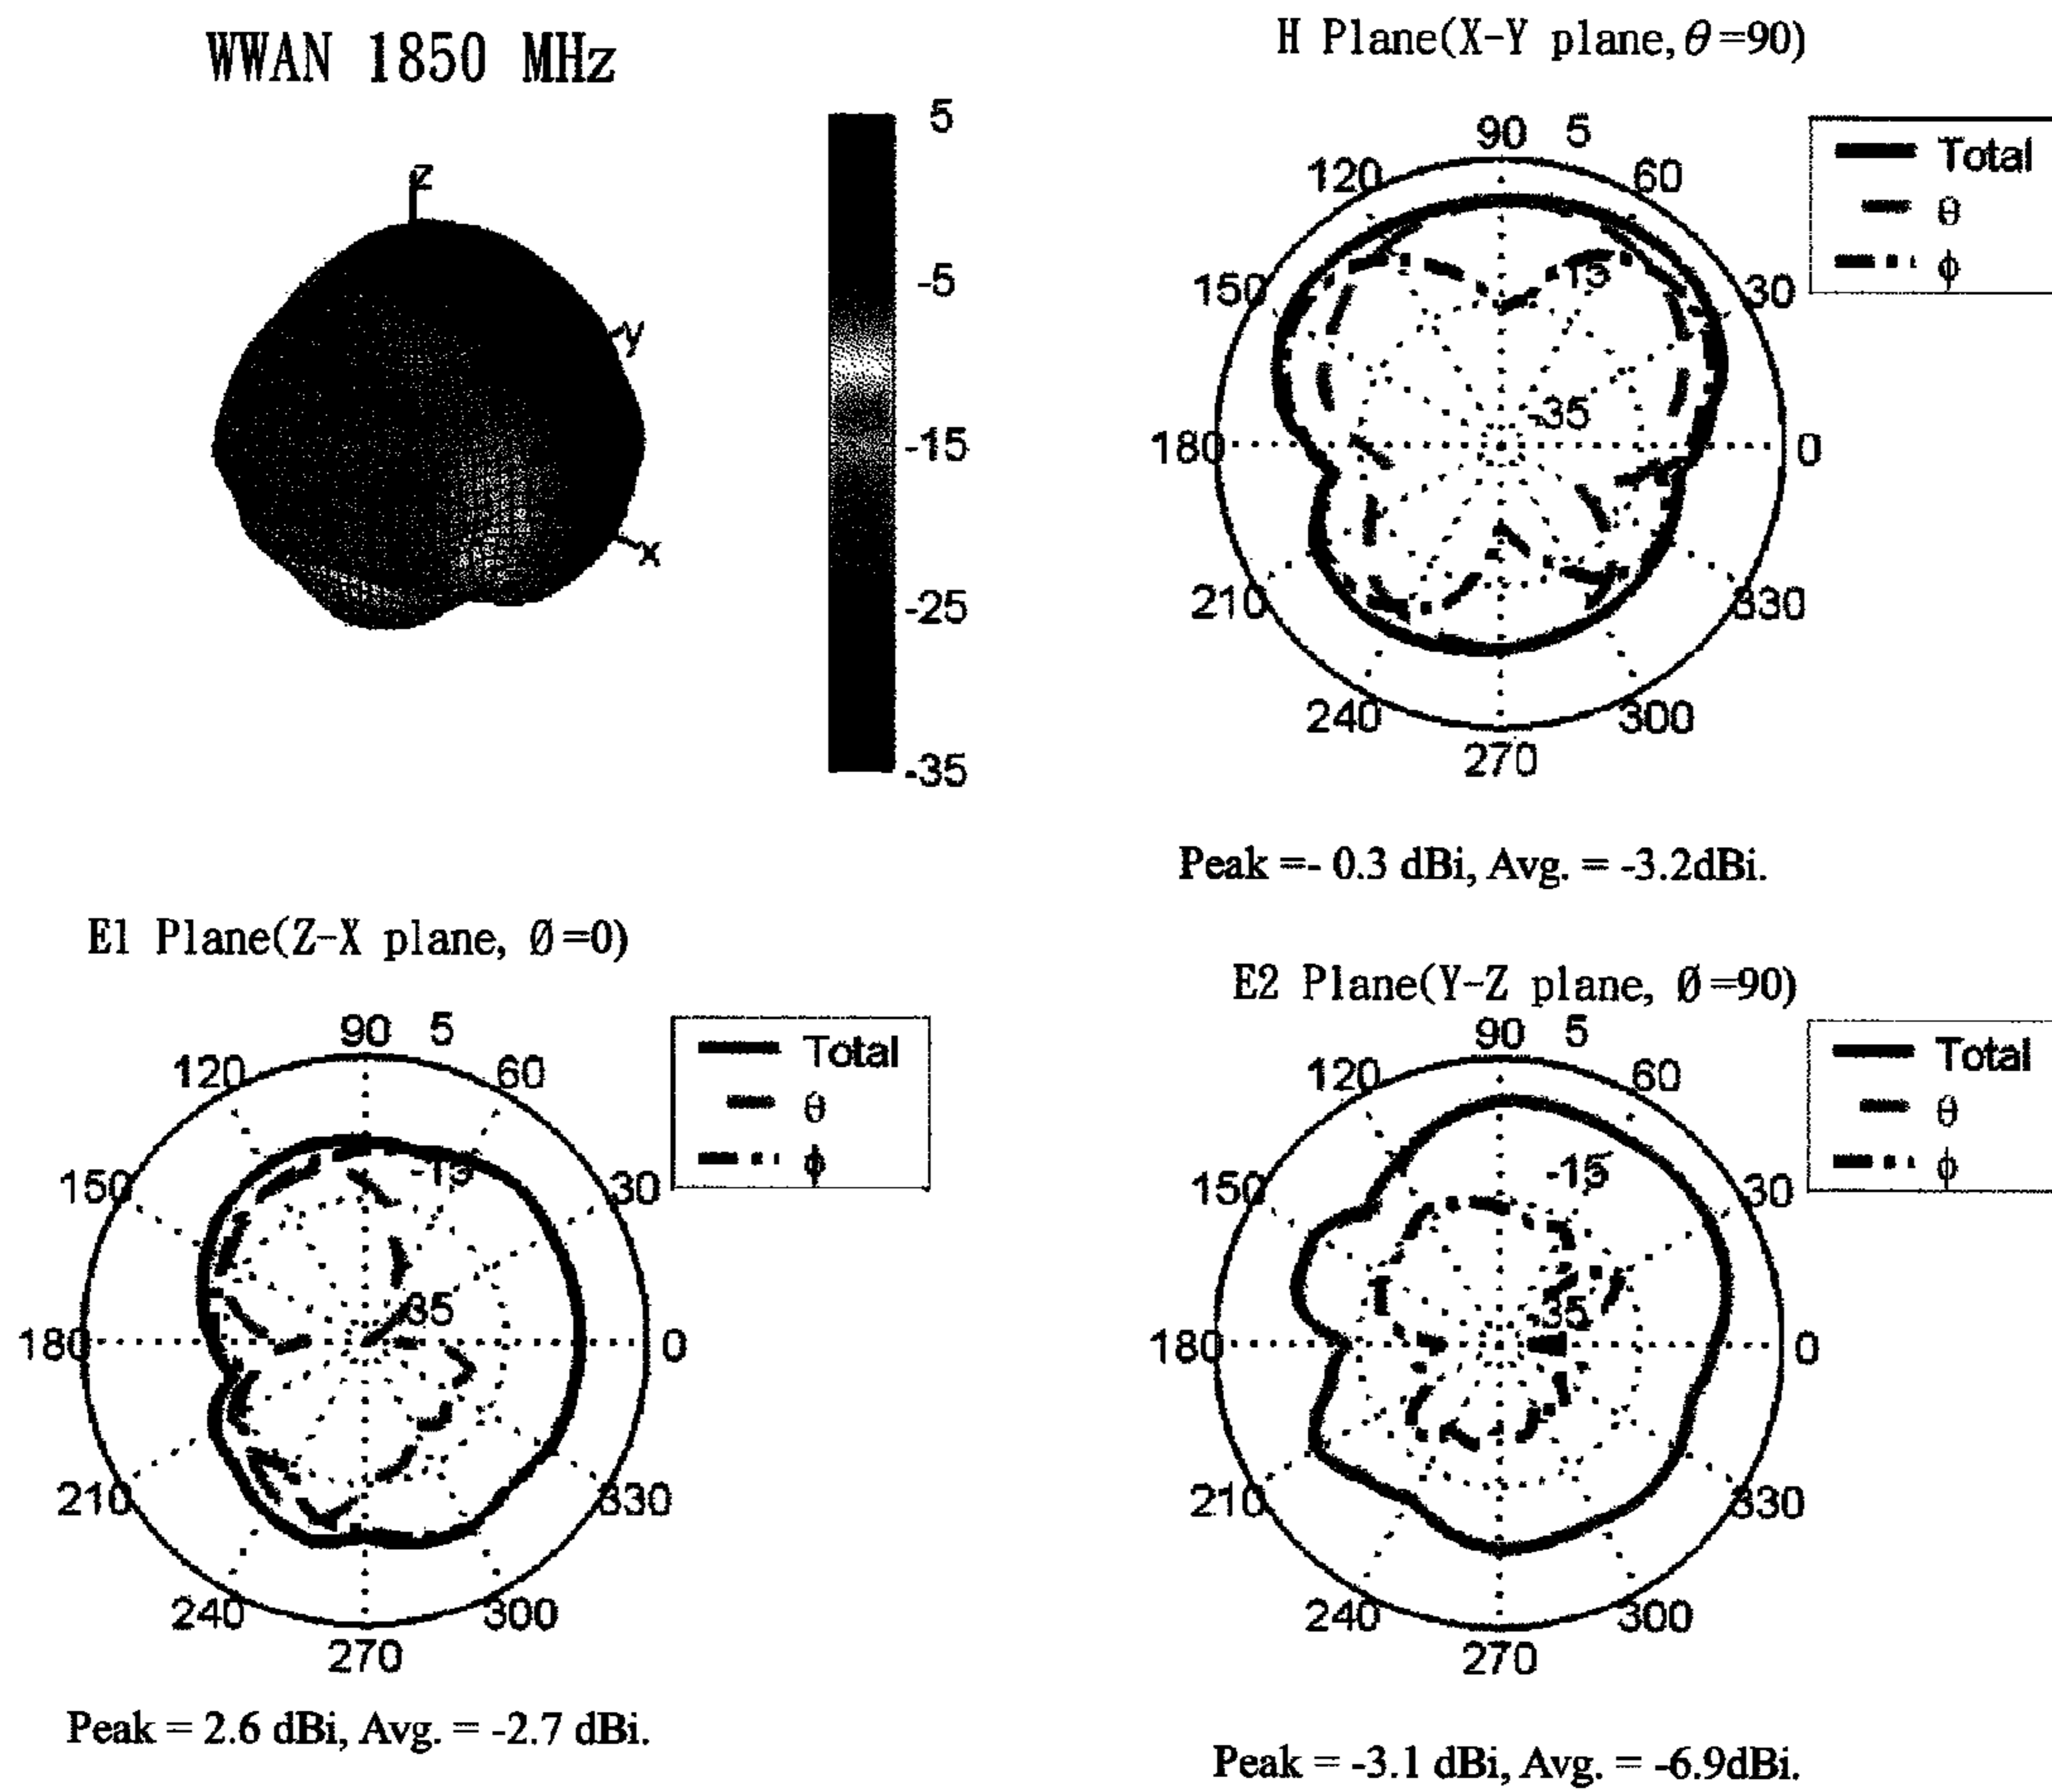 WWAN 1850 MHz
z
y
x
5
-5
-15
-25
-35
H Plane(X-Y plane, θ=90)
90 5
120 60
150 30
180 0
210 330
240 300
270
-15
-35
Total
θ
ϕ
Peak =- 0.3 dBi, Avg. = -3.2dBi.
E1 Plane(Z-X plane, Ø=0)
90 5
120 60
150 30
180 0
210 330
240 300
270
-15
-35
Total
θ
ϕ
Peak = 2.6 dBi, Avg. = -2.7 dBi.
E2 Plane(Y-Z plane, Ø=90)
90 5
120 60
150 30
180 0
210 330
240 300
270
-15
-35
Total
θ
ϕ
Peak = -3.1 dBi, Avg. = -6.9dBi.